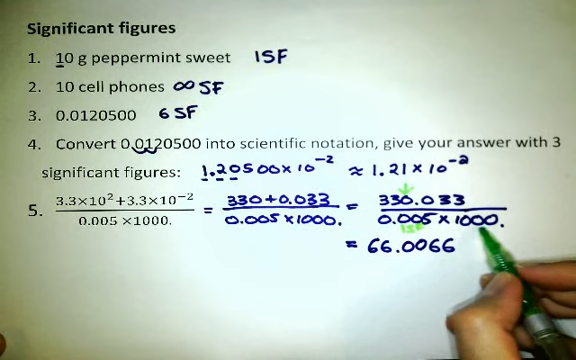 Significant figures
1. 10 g peppermint sweet 1SF
2. 10 cell phones ∞ SF
3. 0.0120500 6 SF
4. Convert 0.0120500 into scientific notation, give your answer with 3
significant figures: 1.20500×10⁻² ≈ 1.21×10⁻²
5. (3.3×10²+3.3×10⁻²)/(0.005 ×1000.) = (330+0.033)/(0.005×1000.) = (330.033)/(0.005×1000.)
1SF
= 66.0066